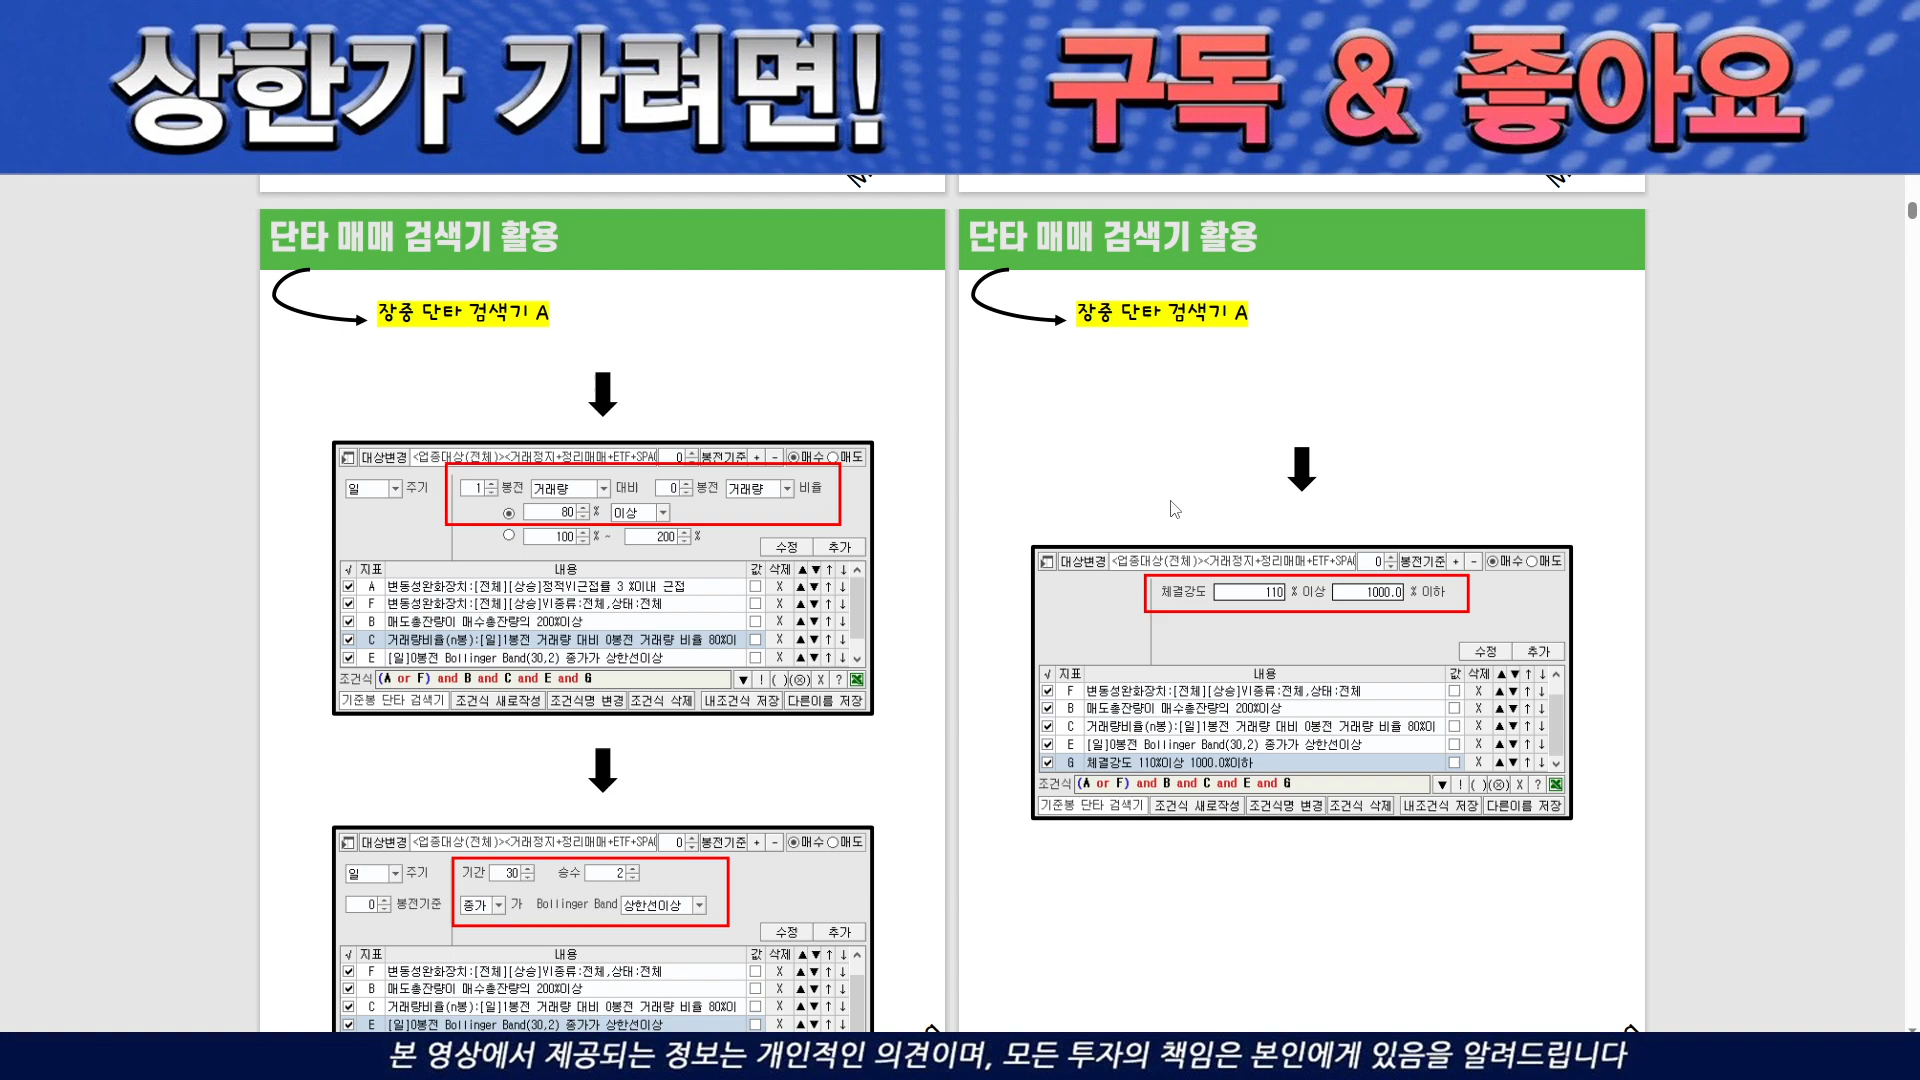 상한가 가려면! 구독 & 좋아요
단타 매매 검색기 활용
장중 단타 검색기 A
대상변경 <업종대상(전체)><거래정지+정리매매+ETF+SPAC 0 봉전기준 + - 매수 매도
일 주기 1 봉전 거래량 대비 0 봉전 거래량 비율
80 % 이상
100 % ~ 200 %
수정 추가
√ 지표 내용 값 삭제 ▲▼↑↓
A 변동성완화장치:[전체][상승]정적VI근접률 3 %이내 근접 X ▲▼↑↓
F 변동성완화장치:[전체][상승]VI종류:전체,상태:전체 X ▲▼↑↓
B 매도총잔량이 매수총잔량의 200%이상 X ▲▼↑↓
C 거래량비율(n봉):[일]1봉전 거래량 대비 0봉전 거래량 비율 80%이 X ▲▼↑↓
E [일]0봉전 Bollinger Band(30,2) 종가가 상한선이상 X ▲▼↑↓
조건식 (A or F) and B and C and E and G ▼ ! ( ) (ⓧ) X ?
기준봉 단타 검색기 조건식 새로작성 조건식명 변경 조건식 삭제 내조건식 저장 다른이름 저장
대상변경 <업종대상(전체)><거래정지+정리매매+ETF+SPAC 0 봉전기준 + - 매수 매도
일 주기 기간 30 승수 2
0 봉전기준 종가 가 Bollinger Band 상한선이상
수정 추가
√ 지표 내용 값 삭제 ▲▼↑↓
F 변동성완화장치:[전체][상승]VI종류:전체,상태:전체 X ▲▼↑↓
B 매도총잔량이 매수총잔량의 200%이상 X ▲▼↑↓
C 거래량비율(n봉):[일]1봉전 거래량 대비 0봉전 거래량 비율 80%이 X ▲▼↑↓
E [일]0봉전 Bollinger Band(30,2) 종가가 상한선이상 X ▲▼↑↓
단타 매매 검색기 활용
장중 단타 검색기 A
대상변경 <업종대상(전체)><거래정지+정리매매+ETF+SPAC 0 봉전기준 + - 매수 매도
체결강도 110 % 이상 1000.0 % 이하
수정 추가
√ 지표 내용 값 삭제 ▲▼↑↓
F 변동성완화장치:[전체][상승]VI종류:전체,상태:전체 X ▲▼↑↓
B 매도총잔량이 매수총잔량의 200%이상 X ▲▼↑↓
C 거래량비율(n봉):[일]1봉전 거래량 대비 0봉전 거래량 비율 80%이 X ▲▼↑↓
E [일]0봉전 Bollinger Band(30,2) 종가가 상한선이상 X ▲▼↑↓
G 체결강도 110%이상 1000.0%이하 X ▲▼↑↓
조건식 (A or F) and B and C and E and G ▼ ! ( ) (ⓧ) X ?
기준봉 단타 검색기 조건식 새로작성 조건식명 변경 조건식 삭제 내조건식 저장 다른이름 저장
본 영상에서 제공되는 정보는 개인적인 의견이며, 모든 투자의 책임은 본인에게 있음을 알려드립니다